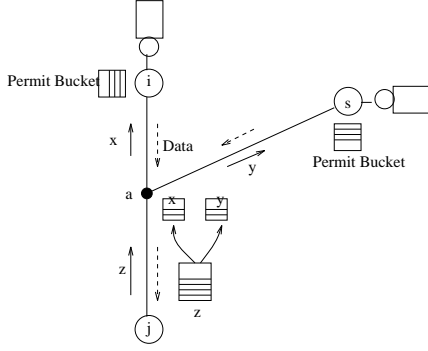 Permit Bucket
i
s
x
Data
y
Permit Bucket
a
x
y
z
z
j